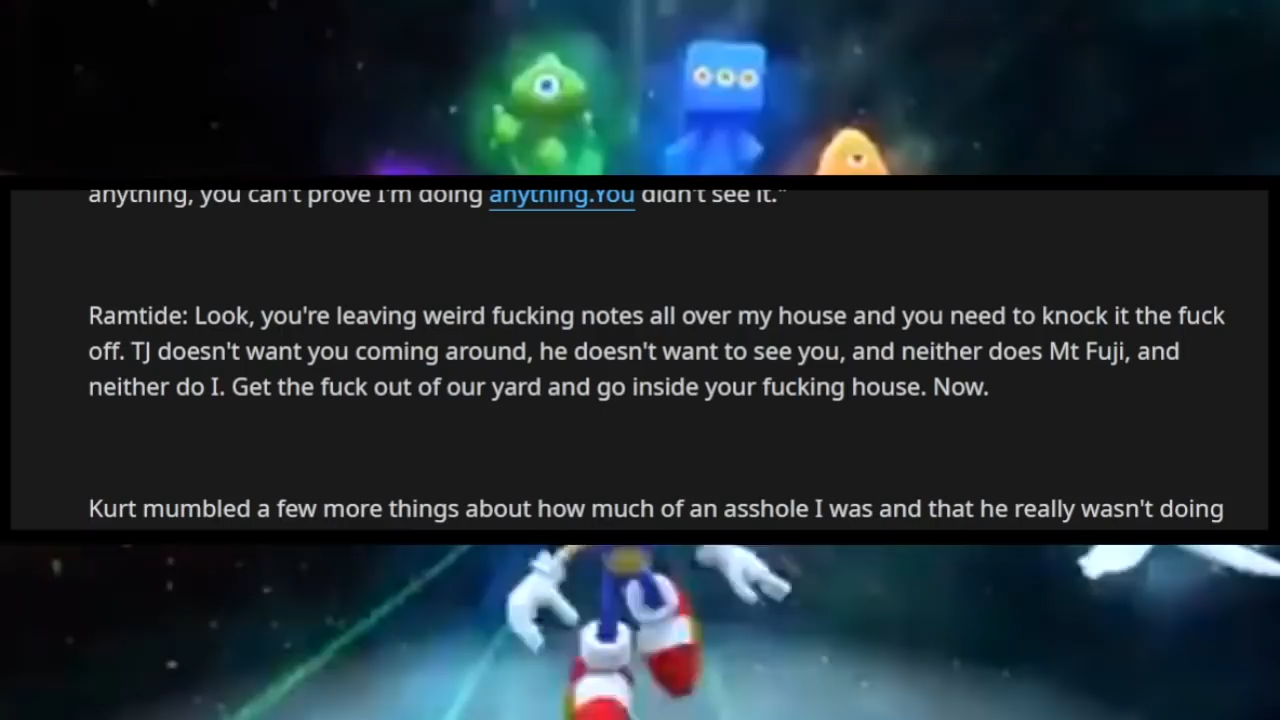 anything, you can't prove I'm doing anything.You didn't see it."
Ramtide: Look, you're leaving weird fucking notes all over my house and you need to knock it the fuck
off. TJ doesn't want you coming around, he doesn't want to see you, and neither does Mt Fuji, and
neither do I. Get the fuck out of our yard and go inside your fucking house. Now.
Kurt mumbled a few more things about how much of an asshole I was and that he really wasn't doing